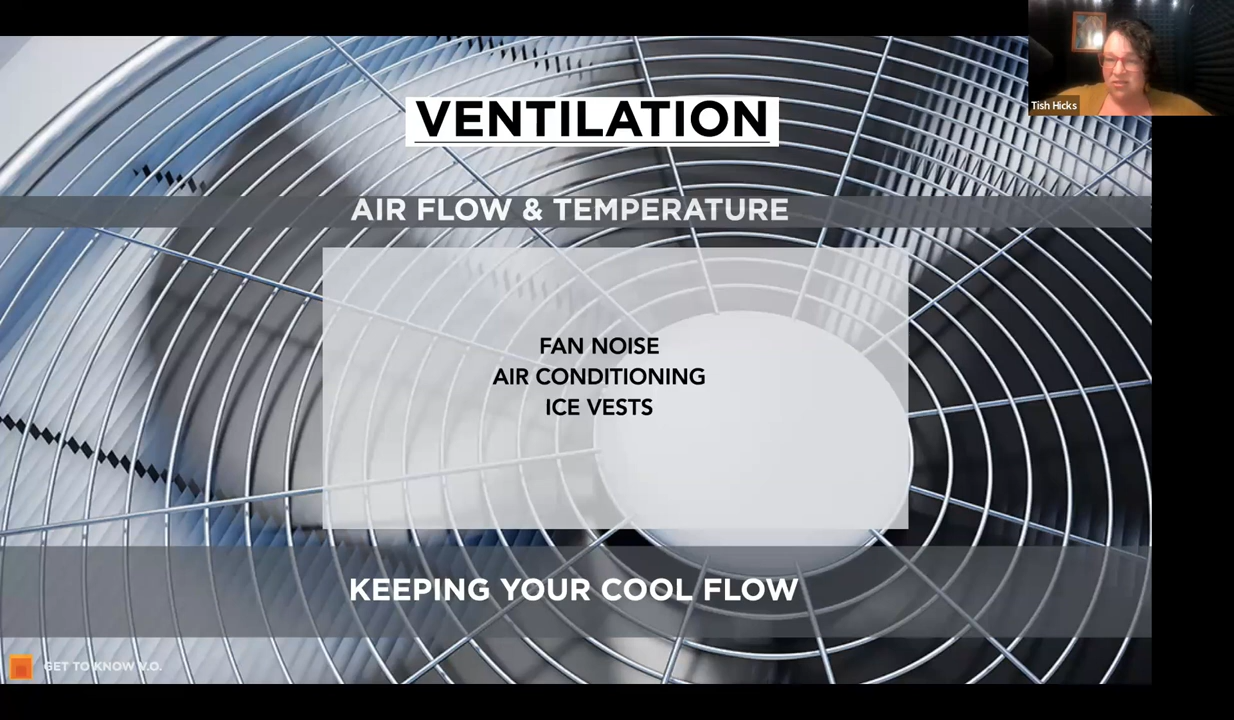 VENTILATION
Tish Hicks
AIR FLOW & TEMPERATURE
FAN NOISE
AIR CONDITIONING
ICE VESTS
KEEPING YOUR COOL FLOW
GET TO KNOW V.O.